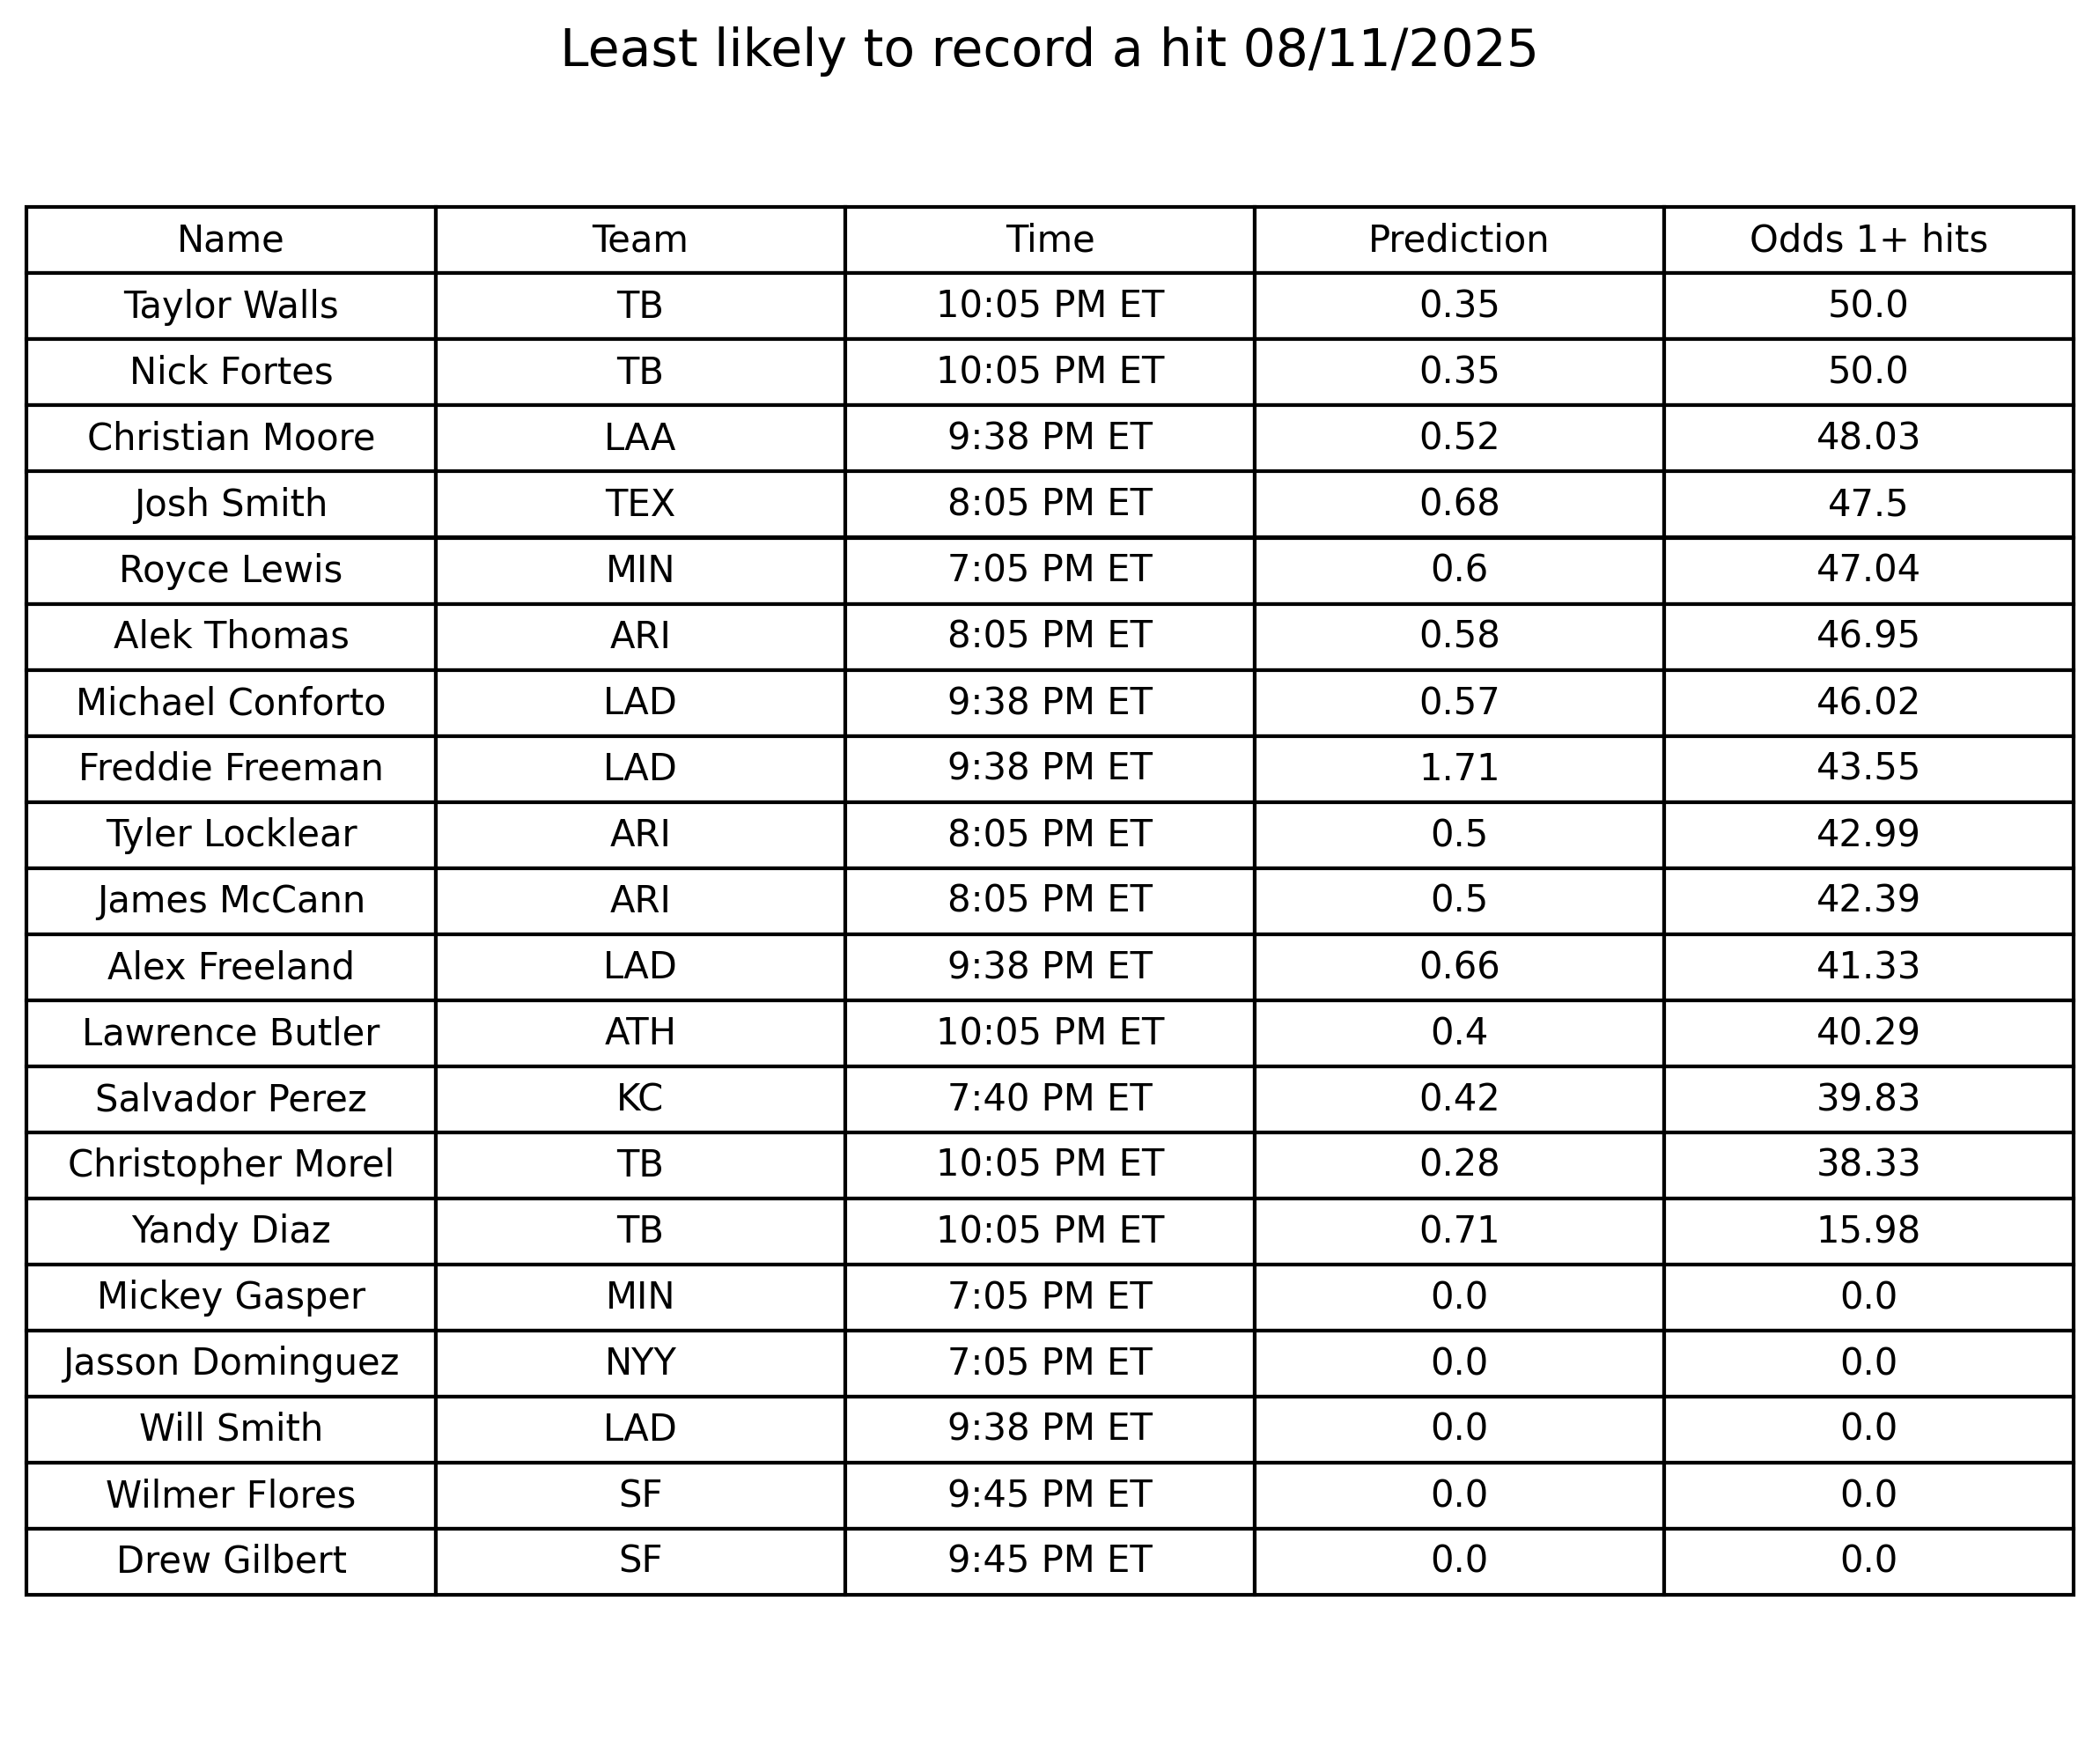 Least likely to record a hit 08/11/2025
Name Team Time Prediction Odds 1+ hits
Taylor Walls TB 10:05 PM ET 0.35 50.0
Nick Fortes TB 10:05 PM ET 0.35 50.0
Christian Moore LAA 9:38 PM ET 0.52 48.03
Josh Smith TEX 8:05 PM ET 0.68 47.5
Royce Lewis MIN 7:05 PM ET 0.6 47.04
Alek Thomas ARI 8:05 PM ET 0.58 46.95
Michael Conforto LAD 9:38 PM ET 0.57 46.02
Freddie Freeman LAD 9:38 PM ET 1.71 43.55
Tyler Locklear ARI 8:05 PM ET 0.5 42.99
James McCann ARI 8:05 PM ET 0.5 42.39
Alex Freeland LAD 9:38 PM ET 0.66 41.33
Lawrence Butler ATH 10:05 PM ET 0.4 40.29
Salvador Perez KC 7:40 PM ET 0.42 39.83
Christopher Morel TB 10:05 PM ET 0.28 38.33
Yandy Diaz TB 10:05 PM ET 0.71 15.98
Mickey Gasper MIN 7:05 PM ET 0.0 0.0
Jasson Dominguez NYY 7:05 PM ET 0.0 0.0
Will Smith LAD 9:38 PM ET 0.0 0.0
Wilmer Flores SF 9:45 PM ET 0.0 0.0
Drew Gilbert SF 9:45 PM ET 0.0 0.0